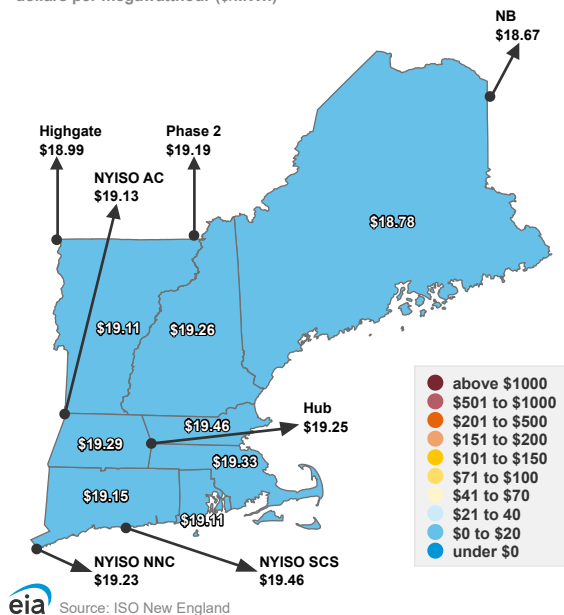 dollars per megawatthour ($/MWh)
NB
$18.67
Highgate
$18.99
Phase 2
$19.19
NYISO AC
$19.13
$18.78
$19.11
$19.26
Hub
$19.25
$19.46
$19.29
$19.33
$19.15
$19.11
NYISO NNC
$19.23
NYISO SCS
$19.46
above $1000
$501 to $1000
$201 to $500
$151 to $200
$101 to $150
$71 to $100
$41 to $70
$21 to 40
$0 to $20
under $0
eia
Source: ISO New England